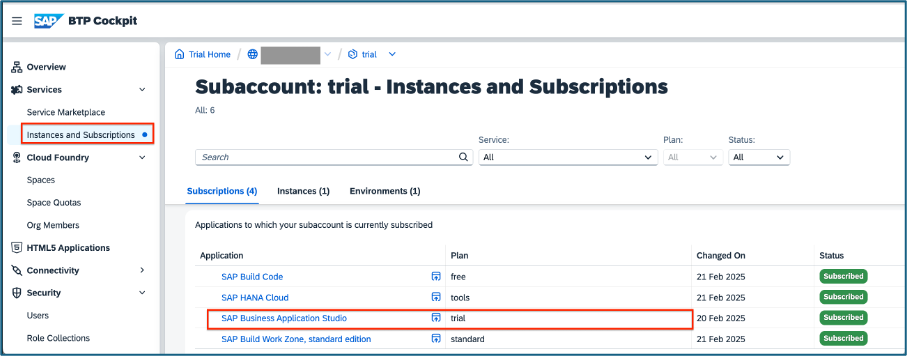 SAP BTP Cockpit
Trial Home / / trial
Overview
Services
Service Marketplace
Instances and Subscriptions
Cloud Foundry
Spaces
Space Quotas
Org Members
HTML5 Applications
Connectivity
Security
Users
Role Collections
Subaccount: trial - Instances and Subscriptions
All: 6
Service: Plan: Status:
Search All All All
Subscriptions (4) Instances (1) Environments (1)
Applications to which your subaccount is currently subscribed
Application Plan Changed On Status
SAP Build Code free 21 Feb 2025 Subscribed
SAP HANA Cloud tools 21 Feb 2025 Subscribed
SAP Business Application Studio trial 20 Feb 2025 Subscribed
SAP Build Work Zone, standard edition standard 21 Feb 2025 Subscribed